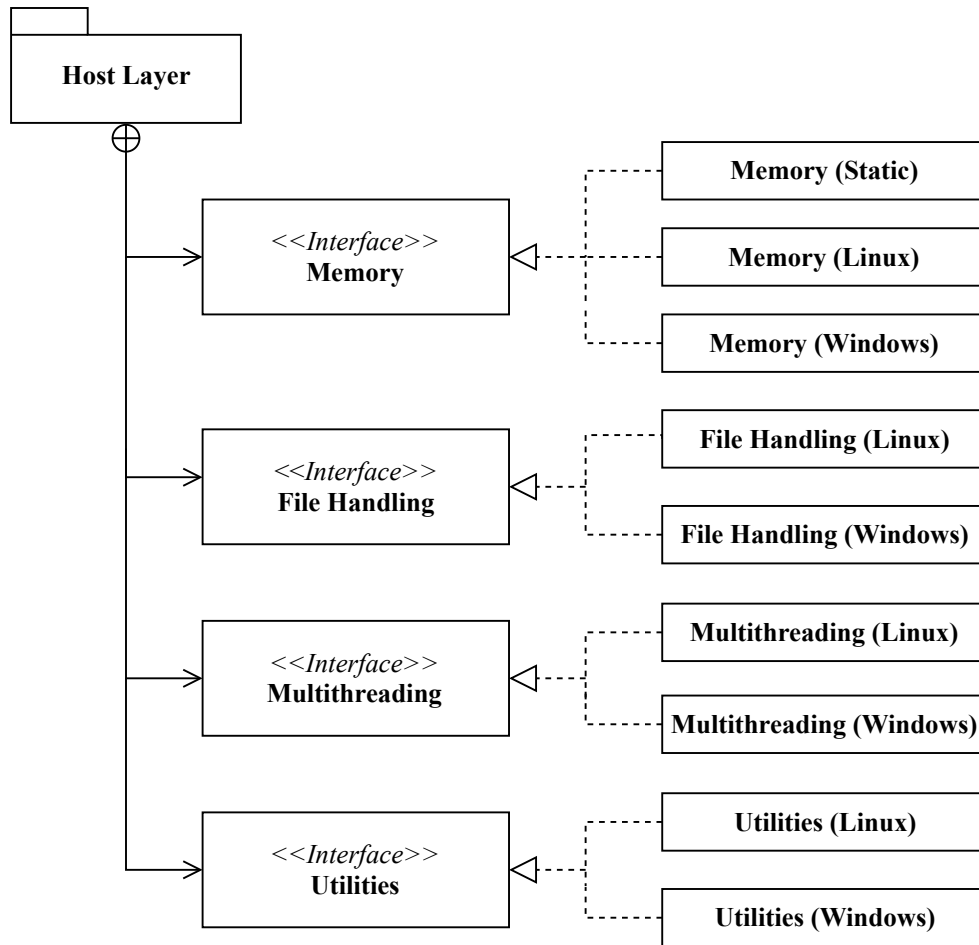 Host Layer
<<Interface>>
Memory
Memory (Static)
Memory (Linux)
Memory (Windows)
<<Interface>>
File Handling
File Handling (Linux)
File Handling (Windows)
<<Interface>>
Multithreading
Multithreading (Linux)
Multithreading (Windows)
<<Interface>>
Utilities
Utilities (Linux)
Utilities (Windows)